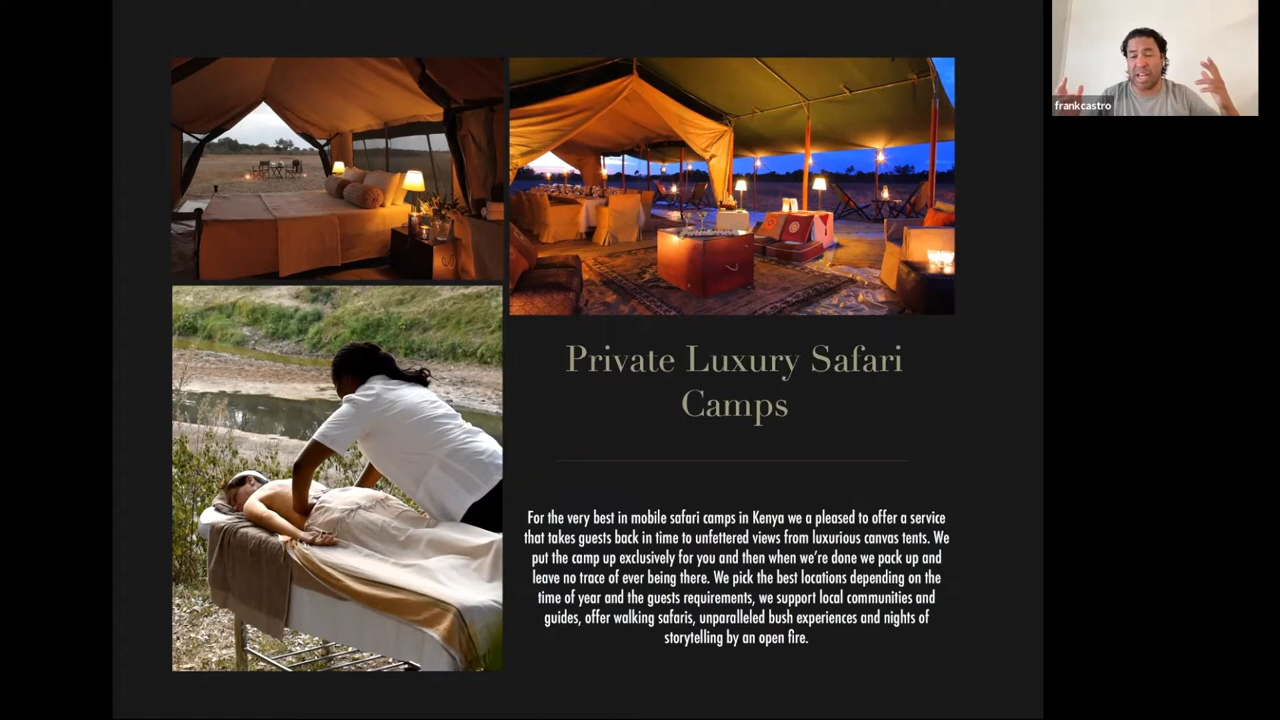 frankcastro
Private Luxury Safari
Camps
For the very best in mobile safari camps in Kenya we a pleased to offer a service
that takes guests back in time to unfettered views from luxurious canvas tents. We
put the camp up exclusively for you and then when we're done we pack up and
leave no trace of ever being there. We pick the best locations depending on the
time of year and the guests requirements, we support local communities and
guides, offer walking safaris, unparalleled bush experiences and nights of
storytelling by an open fire.